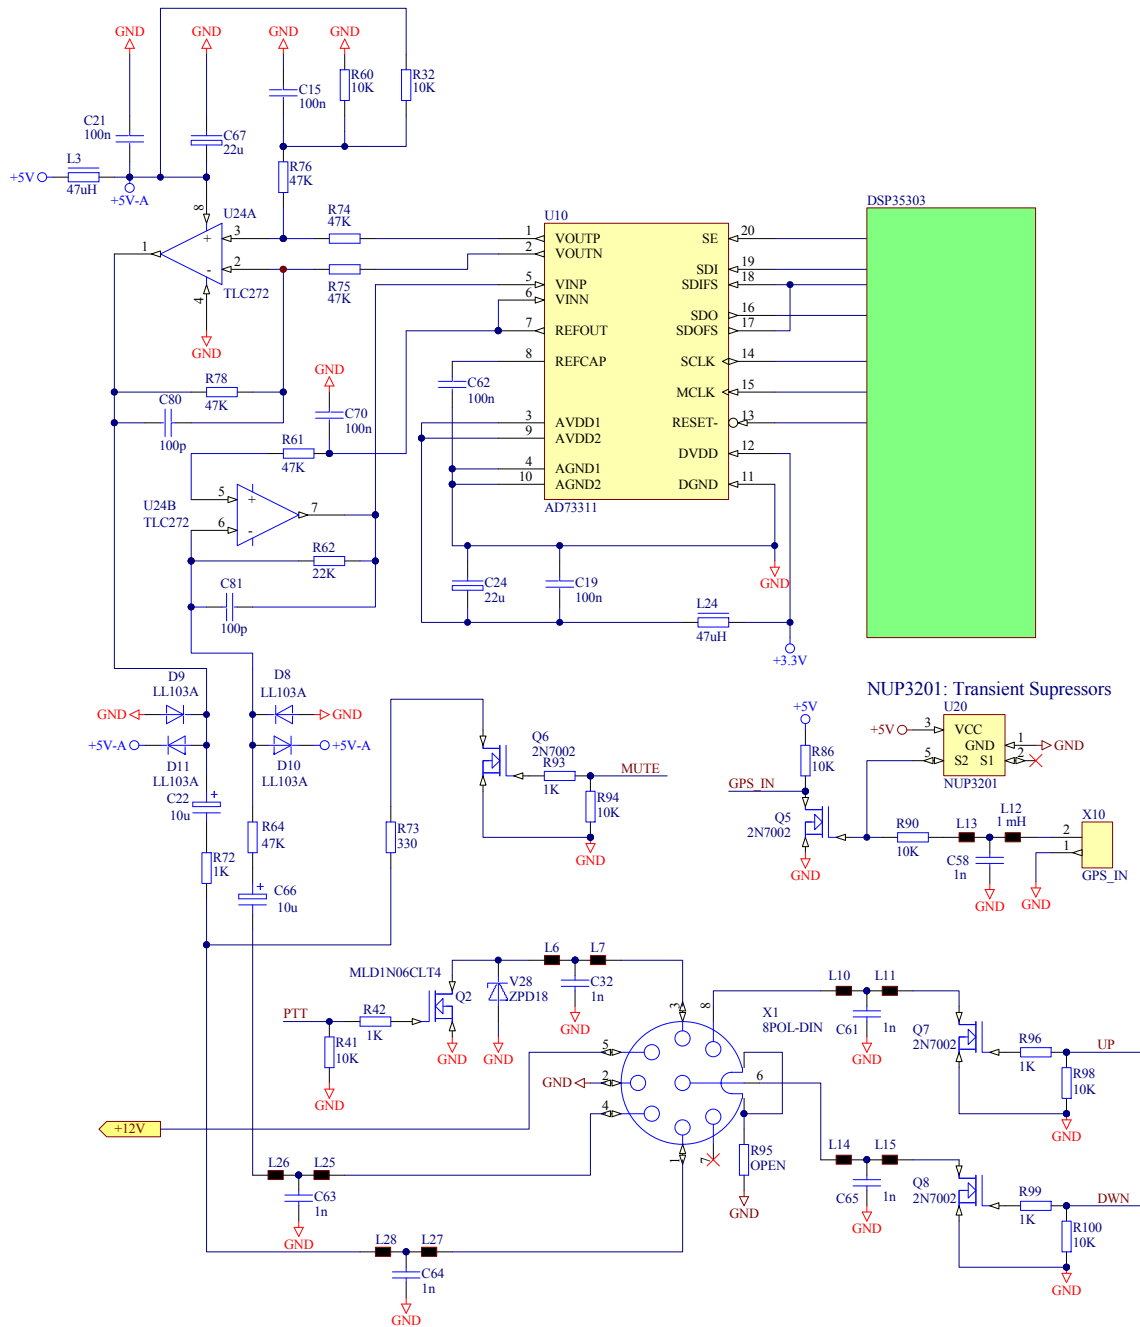 GND
GND
GND
GND
R60
10K
R32
10K
C15
100n
C21
100n
C67
22u
L3
+5V
47uH
+5V-A
R76
47K
8
U24A
1
+
3
-
2
4
TLC272
GND
R74
47K
R75
47K
U10
1
VOUTP
2
VOUTN
5
VINP
6
VINN
7
REFOUT
8
REFCAP
3
AVDD1
9
AVDD2
4
AGND1
10
AGND2
SE
20
SDI
19
SDIFS
18
SDO
16
SDOFS
17
SCLK
14
MCLK
15
RESET-
13
DVDD
12
DGND
11
AD73311
DSP35303
R78
47K
C80
100p
GND
C70
100n
R61
47K
C62
100n
U24B
TLC272
5
+
6
-
7
R62
22K
C81
100p
C24
22u
C19
100n
GND
L24
47uH
+3.3V
D9
LL103A
D8
LL103A
GND
GND
+5V-A
+5V-A
D11
LL103A
D10
LL103A
C22
10u
+
R64
47K
R72
1K
C66
10u
+
R73
330
Q6
2N7002
R93
1K
MUTE
R94
10K
GND
GND
NUP3201: Transient Supressors
+5V
U20
+5V
3
VCC
GND
1
GND
5
S2
S1
2
NUP3201
R86
10K
GPS_IN
Q5
2N7002
GND
R90
10K
L13
L12
1 mH
C58
1n
GND
X10
2
1
GPS_IN
GND
MLD1N06CLT4
Q2
PTT
R42
1K
R41
10K
GND
GND
V28
ZPD18
GND
L6
L7
C32
1n
GND
3
8
X1
8POL-DIN
5
GND
2
6
4
1
7
R95
OPEN
GND
+12V
L10
L11
C61
1n
GND
Q7
2N7002
R96
1K
UP
R98
10K
GND
L14
L15
C65
1n
GND
Q8
2N7002
R99
1K
DWN
R100
10K
GND
L26
L25
C63
1n
GND
L28
L27
C64
1n
GND